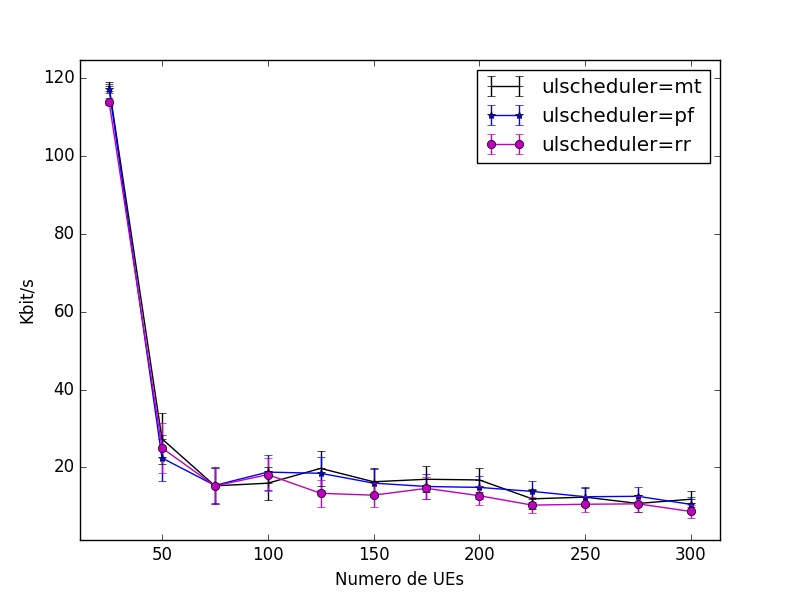 120
100
80
60
40
20
Kbit/s
ulscheduler=mt
ulscheduler=pf
ulscheduler=rr
50 100 150 200 250 300
Numero de UEs